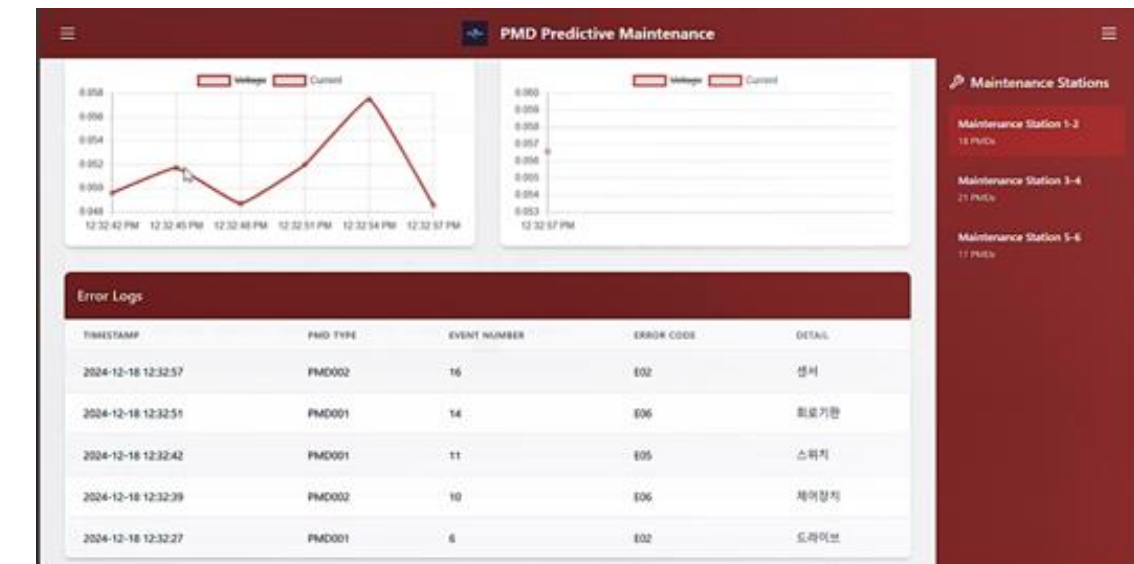 PMD Predictive Maintenance
Voltage Current
0.058
0.056
0.054
0.052
0.050
0.048
12:32:42 PM 12:32:45 PM 12:32:48 PM 12:32:51 PM 12:32:54 PM 12:32:57 PM
Voltage Current
0.060
0.059
0.058
0.057
0.056
0.055
0.054
0.053
12:32:57 PM
Error Logs
TIMESTAMP PMD TYPE EVENT NUMBER ERROR CODE DETAIL
2024-12-18 12:32:57 PMD002 16 E02 센서
2024-12-18 12:32:51 PMD001 14 E06 회로기판
2024-12-18 12:32:42 PMD001 11 E05 스위치
2024-12-18 12:32:39 PMD002 10 E06 제어장치
2024-12-18 12:32:27 PMD001 6 E02 드라이브
Maintenance Stations
Maintenance Station 1-2
18 PMDs
Maintenance Station 3-4
21 PMDs
Maintenance Station 5-6
17 PMDs